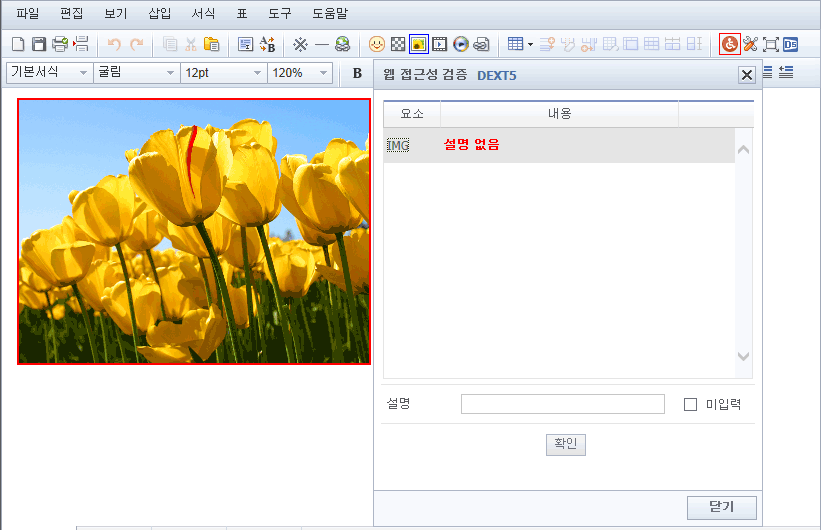 파일 편집 보기 삽입 서식 표 도구 도움말
기본서식 굴림 12pt 120% B
웹 접근성 검증 DEXT5
요소 내용
IMG 설명 없음
설명 미입력
확인
닫기